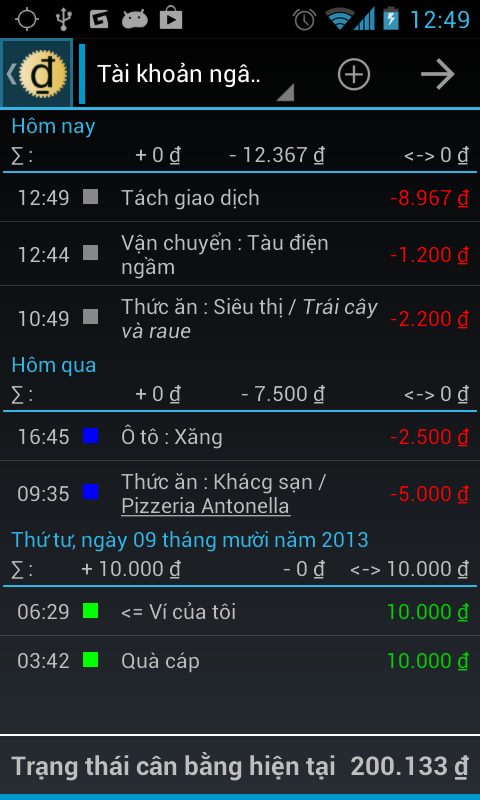 12:49
đ Tài khoản ngâ..
Hôm nay
∑ : + 0 ₫ - 12.367 ₫ <-> 0 ₫
12:49 Tách giao dịch -8.967 ₫
12:44 Vận chuyển : Tàu điện
ngầm -1.200 ₫
10:49 Thức ăn : Siêu thị / Trái cây
và raue -2.200 ₫
Hôm qua
∑ : + 0 ₫ - 7.500 ₫ <-> 0 ₫
16:45 Ô tô : Xăng -2.500 ₫
09:35 Thức ăn : Khácg sạn /
Pizzeria Antonella -5.000 ₫
Thứ tư, ngày 09 tháng mười năm 2013
∑ : + 10.000 ₫ - 0 ₫ <-> 10.000 ₫
06:29 <= Ví của tôi 10.000 ₫
03:42 Quà cáp 10.000 ₫
Trạng thái cân bằng hiện tại 200.133 ₫